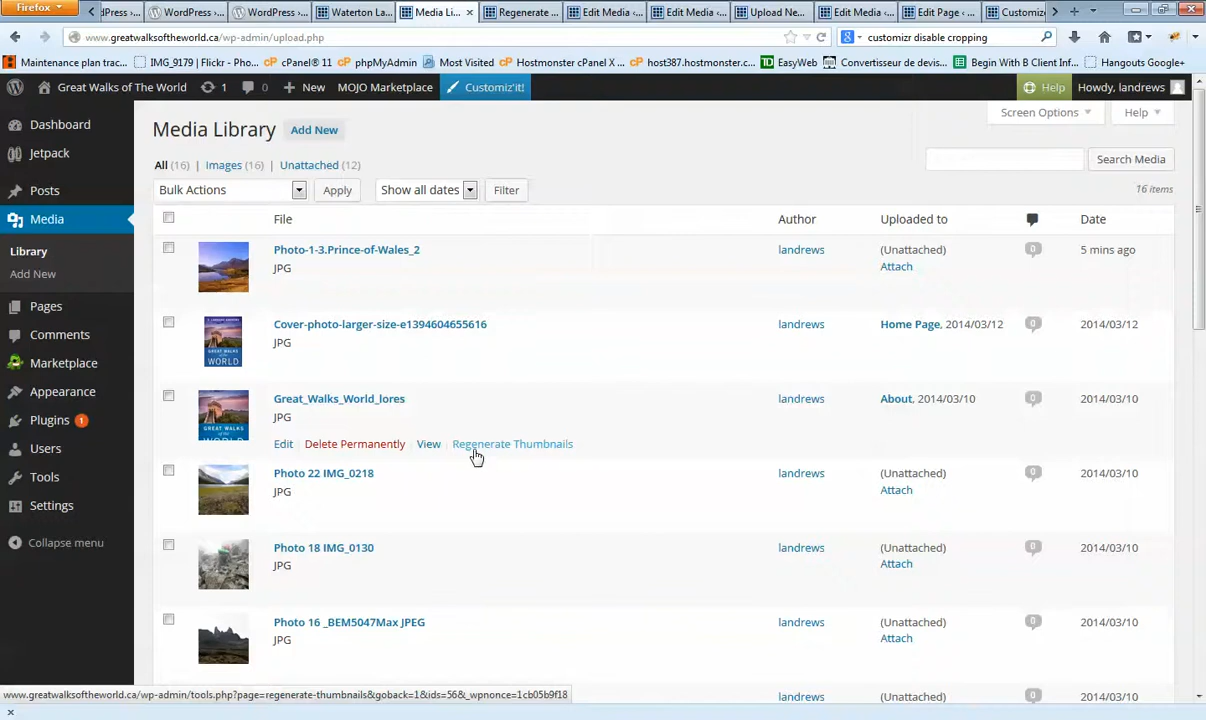 Firefox
dPress ›... WordPress ›... WordPress ›... Waterton La... Media Li... Regenerate ... Edit Media ‹... Edit Media ‹... Upload Ne... Edit Media ‹... Edit Page ‹... Customiz
www.greatwalksoftheworld.ca/wp-admin/upload.php
customizr disable cropping
Maintenance plan trac... IMG_9179 | Flickr - Pho... cPanel® 11 phpMyAdmin Most Visited Hostmonster cPanel X ... host387.hostmonster.... EasyWeb Convertisseur de devis... Begin With B Client Inf... Hangouts Google+
Great Walks of The World 1 0 New MOJO Marketplace Customiz'it! Help Howdy, landrews
Screen Options Help
Dashboard
Jetpack
Posts
Media
Library
Add New
Pages
Comments
Marketplace
Appearance
Plugins 1
Users
Tools
Settings
Collapse menu
Media Library Add New
All (16) | Images (16) | Unattached (12)
Search Media
Bulk Actions Apply Show all dates Filter
16 items
File Author Uploaded to Date
Photo-1-3.Prince-of-Wales_2 landrews (Unattached) 0 5 mins ago
JPG Attach
Cover-photo-larger-size-e1394604655616 landrews Home Page, 2014/03/12 0 2014/03/12
JPG
GREAT WALKS
WORLD
Great_Walks_World_lores landrews About, 2014/03/10 0 2014/03/10
JPG
GREAT WALKS
Edit | Delete Permanently | View | Regenerate Thumbnails
Photo 22 IMG_0218 landrews (Unattached) 0 2014/03/10
JPG Attach
Photo 18 IMG_0130 landrews (Unattached) 0 2014/03/10
JPG Attach
Photo 16 _BEM5047Max JPEG landrews (Unattached) 0 2014/03/10
JPG Attach
landrews (Unattached) 0 2014/03/10
www.greatwalksoftheworld.ca/wp-admin/tools.php?page=regenerate-thumbnails&goback=1&ids=56&_wpnonce=1cb05b9f18